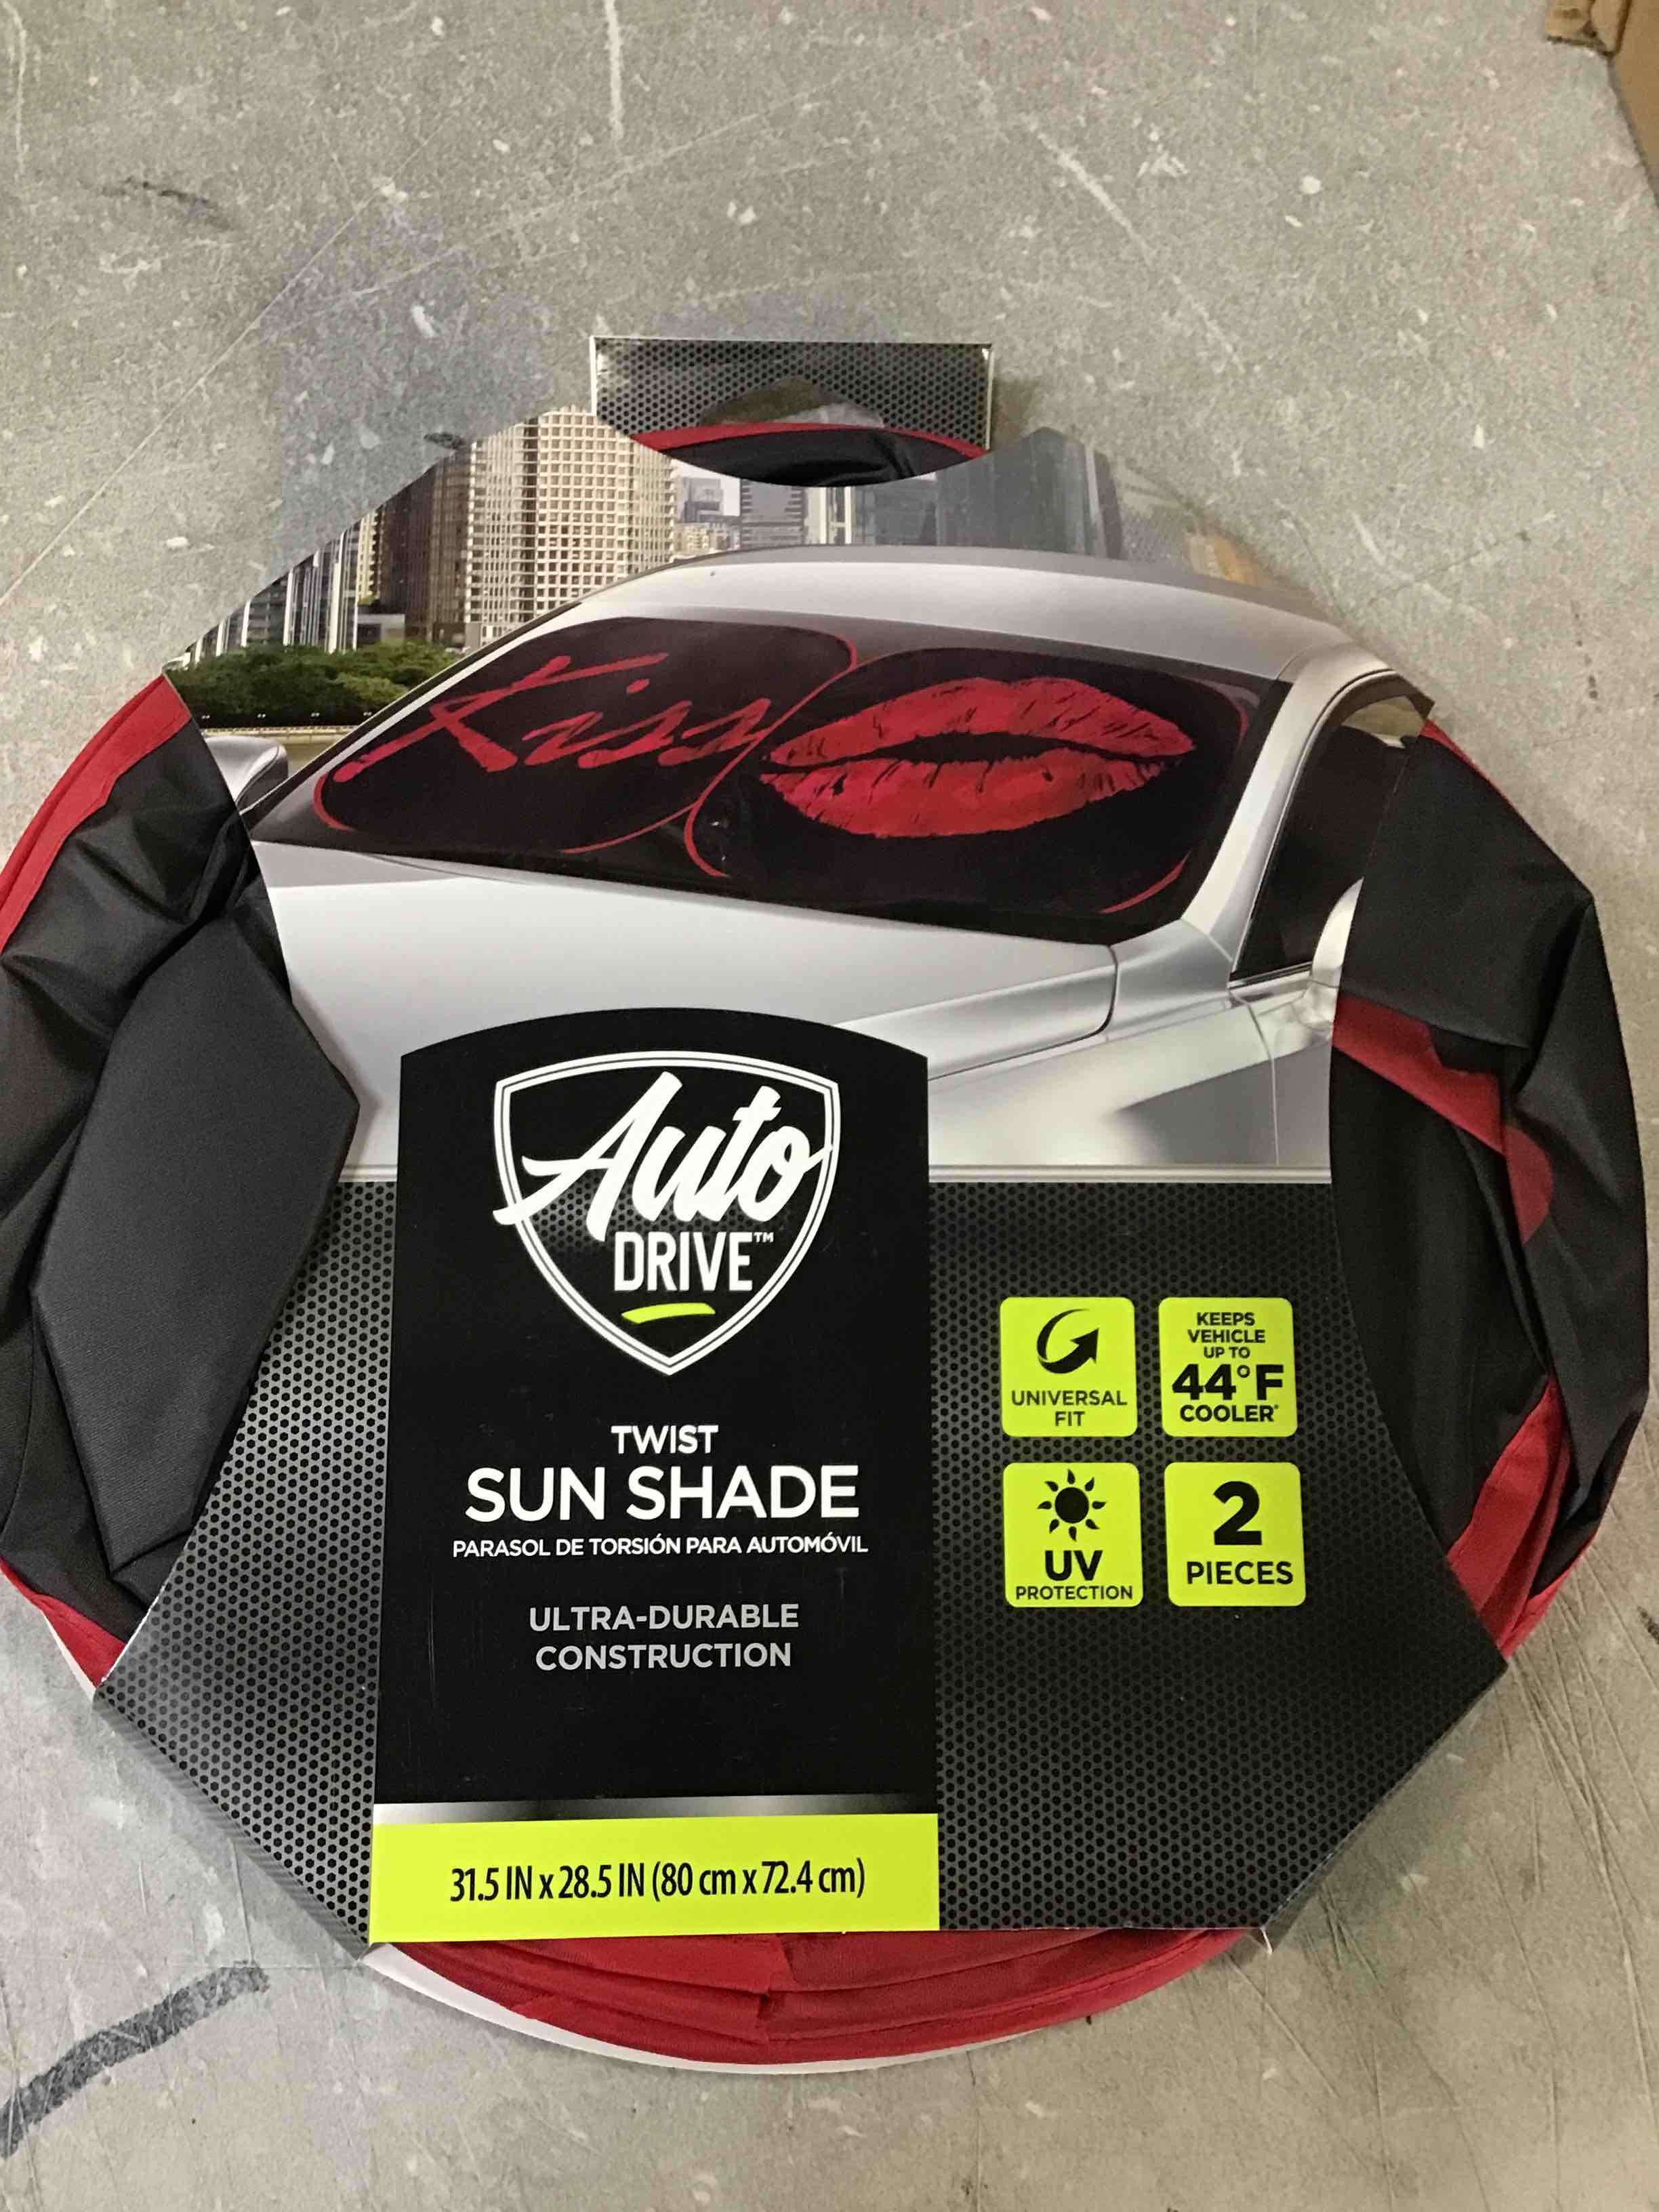 Kiss
Auto
DRIVE™
TWIST
SUN SHADE
PARASOL DE TORSIÓN PARA AUTOMÓVIL
ULTRA-DURABLE
CONSTRUCTION
31.5 IN x 28.5 IN (80 cm x 72.4 cm)
UNIVERSAL
FIT
KEEPS
VEHICLE
UP TO
44°F
COOLER*
UV
PROTECTION
2
PIECES